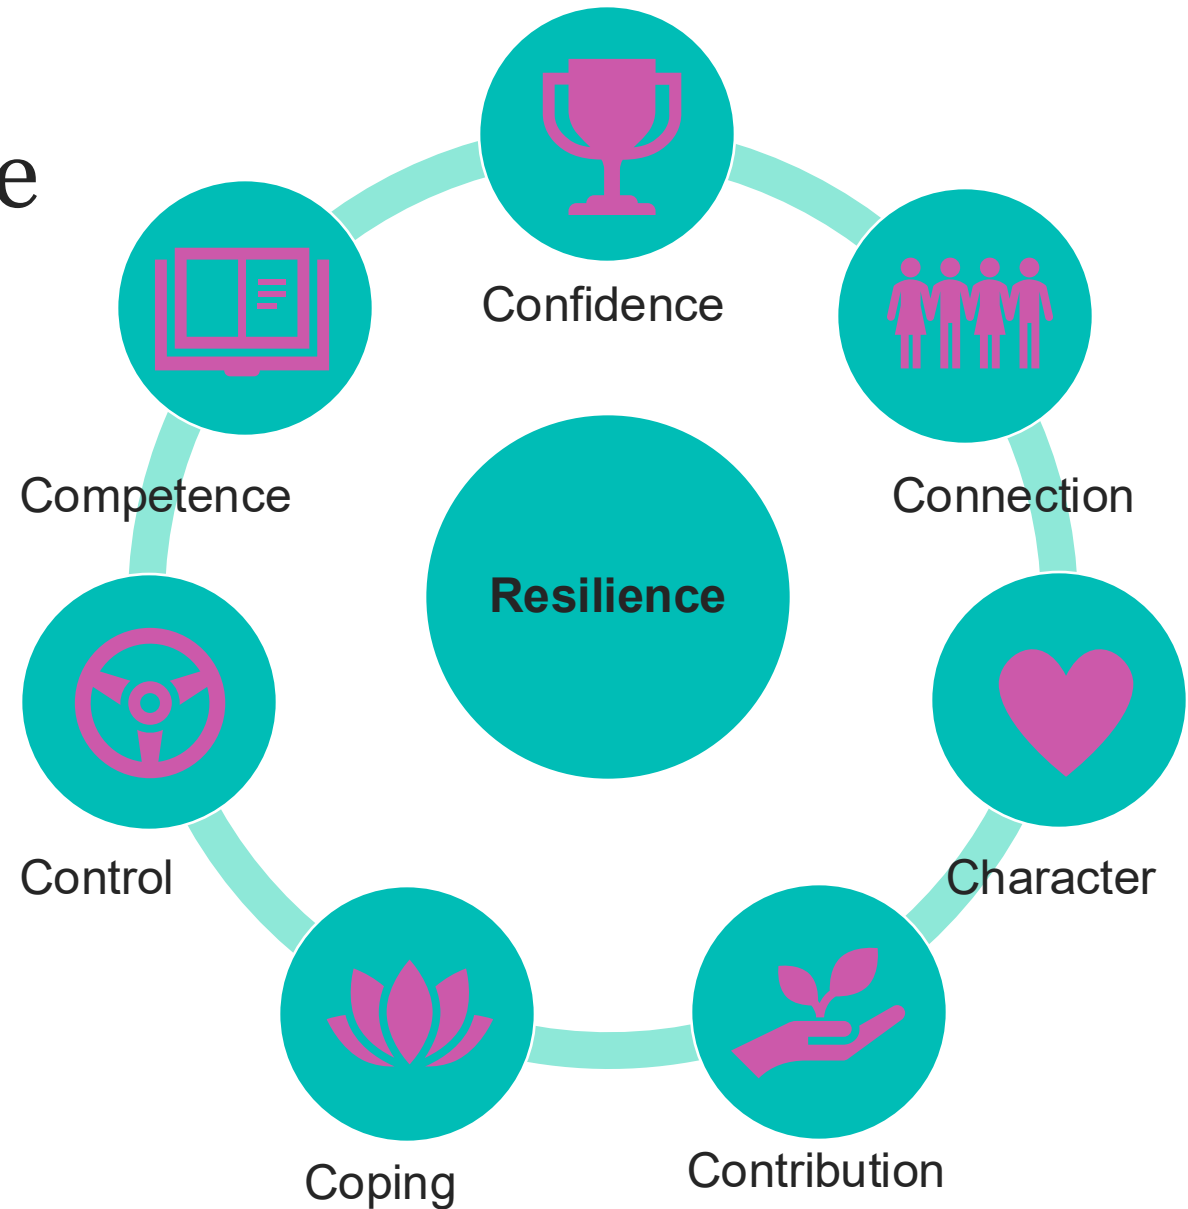 e
Confidence
Competence
Connection
Resilience
Control
Character
Coping
Contribution